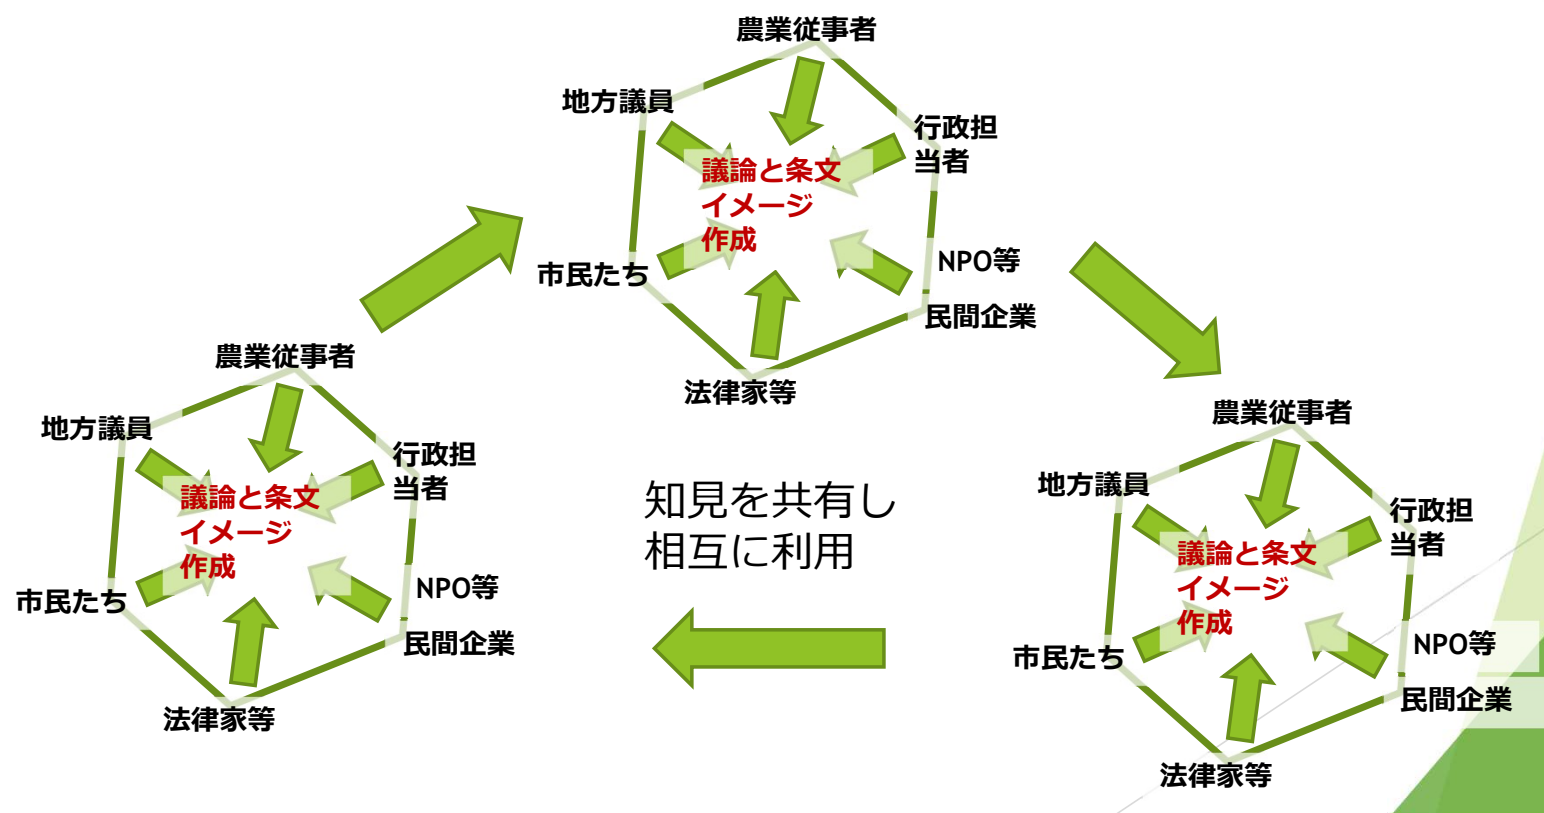 農業従事者
地方議員
行政担
当者
議論と条文
イメージ
作成
市民たち
NPO等
民間企業
法律家等
農業従事者
地方議員
行政担
当者
議論と条文
イメージ
作成
市民たち
NPO等
民間企業
法律家等
知見を共有し
相互に利用
農業従事者
地方議員
行政担
当者
議論と条文
イメージ
作成
市民たち
NPO等
民間企業
法律家等